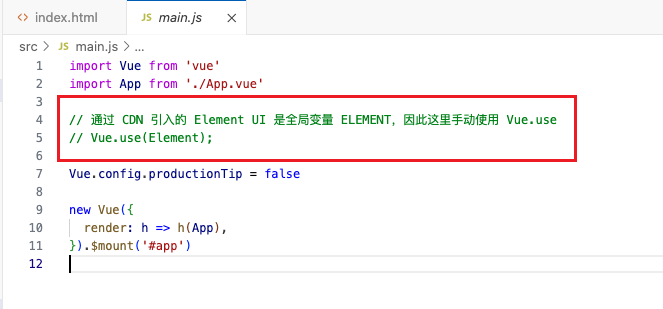 index.html
JS main.js
src > JS main.js > ...
1 import Vue from 'vue'
2 import App from './App.vue'
3
4 // 通过 CDN 引入的 Element UI 是全局变量 ELEMENT，因此这里手动使用 Vue.use
5 // Vue.use(Element);
6
7 Vue.config.productionTip = false
8
9 new Vue({
10   render: h => h(App),
11 }).$mount('#app')
12